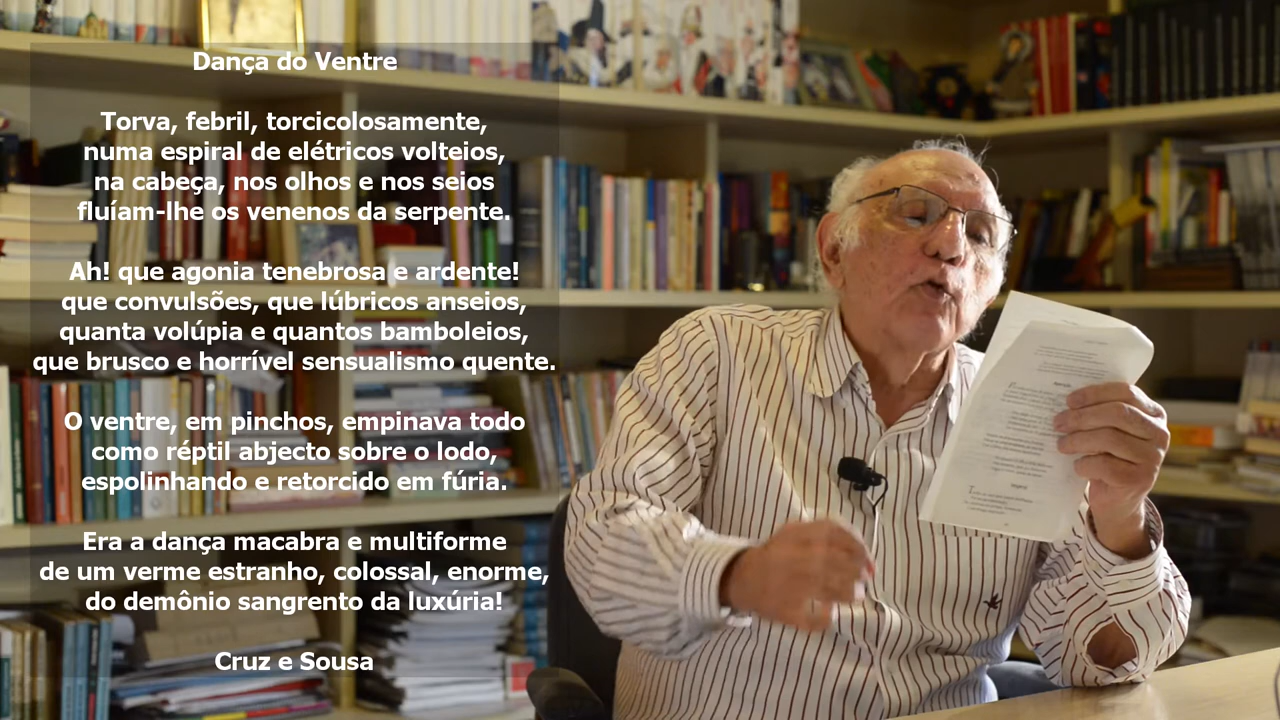 Dança do Ventre
Torva, febril, torcicolosamente,
numa espiral de elétricos volteios,
na cabeça, nos olhos e nos seios
fluíam-lhe os venenos da serpente.
Ah! que agonia tenebrosa e ardente!
que convulsões, que lúbricos anseios,
quanta volúpia e quantos bamboleios,
que brusco e horrível sensualismo quente.
O ventre, em pinchos, empinava todo
como réptil abjecto sobre o lodo,
espolinhando e retorcido em fúria.
Era a dança macabra e multiforme
de um verme estranho, colossal, enorme,
do demônio sangrento da luxúria!
Cruz e Sousa